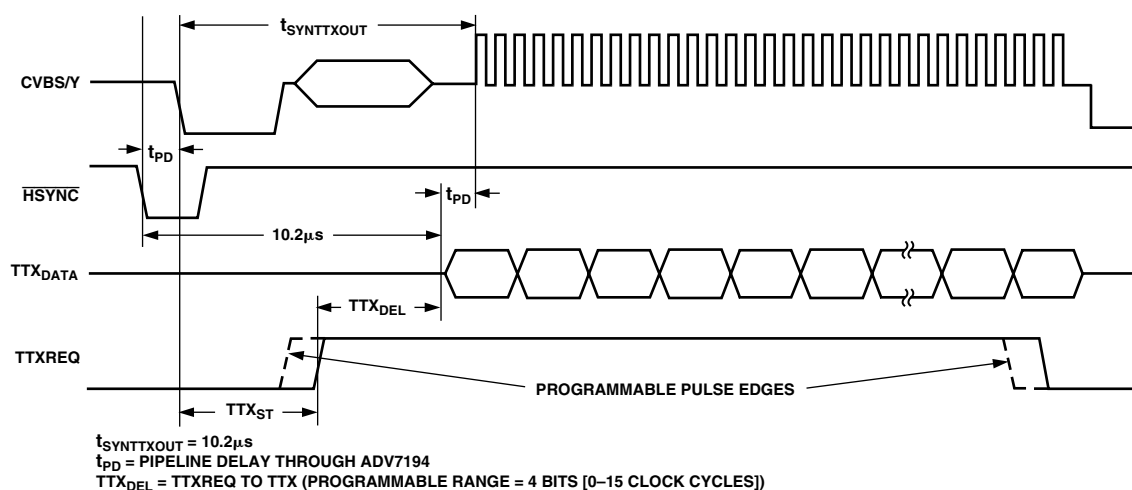 tSYNTTXOUT
CVBS/Y
tPD
HSYNC
tPD
10.2µs
TTXDATA
TTXDEL
TTXREQ
PROGRAMMABLE PULSE EDGES
TTXST
tSYNTTXOUT = 10.2µs
tPD = PIPELINE DELAY THROUGH ADV7194
TTXDEL = TTXREQ TO TTX (PROGRAMMABLE RANGE = 4 BITS [0–15 CLOCK CYCLES])